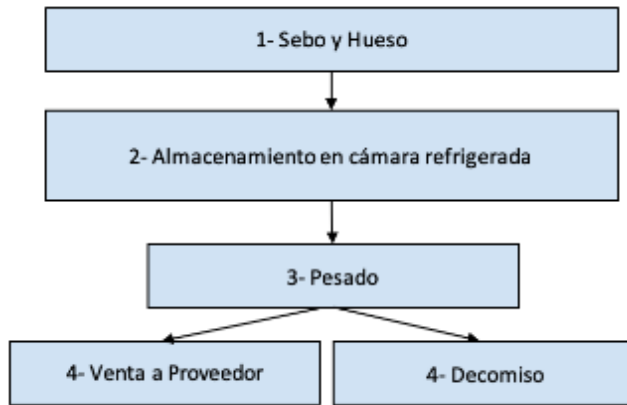 1- Sebo y Hueso
2- Almacenamiento en cámara refrigerada
3- Pesado
4- Venta a Proveedor
4- Decomiso